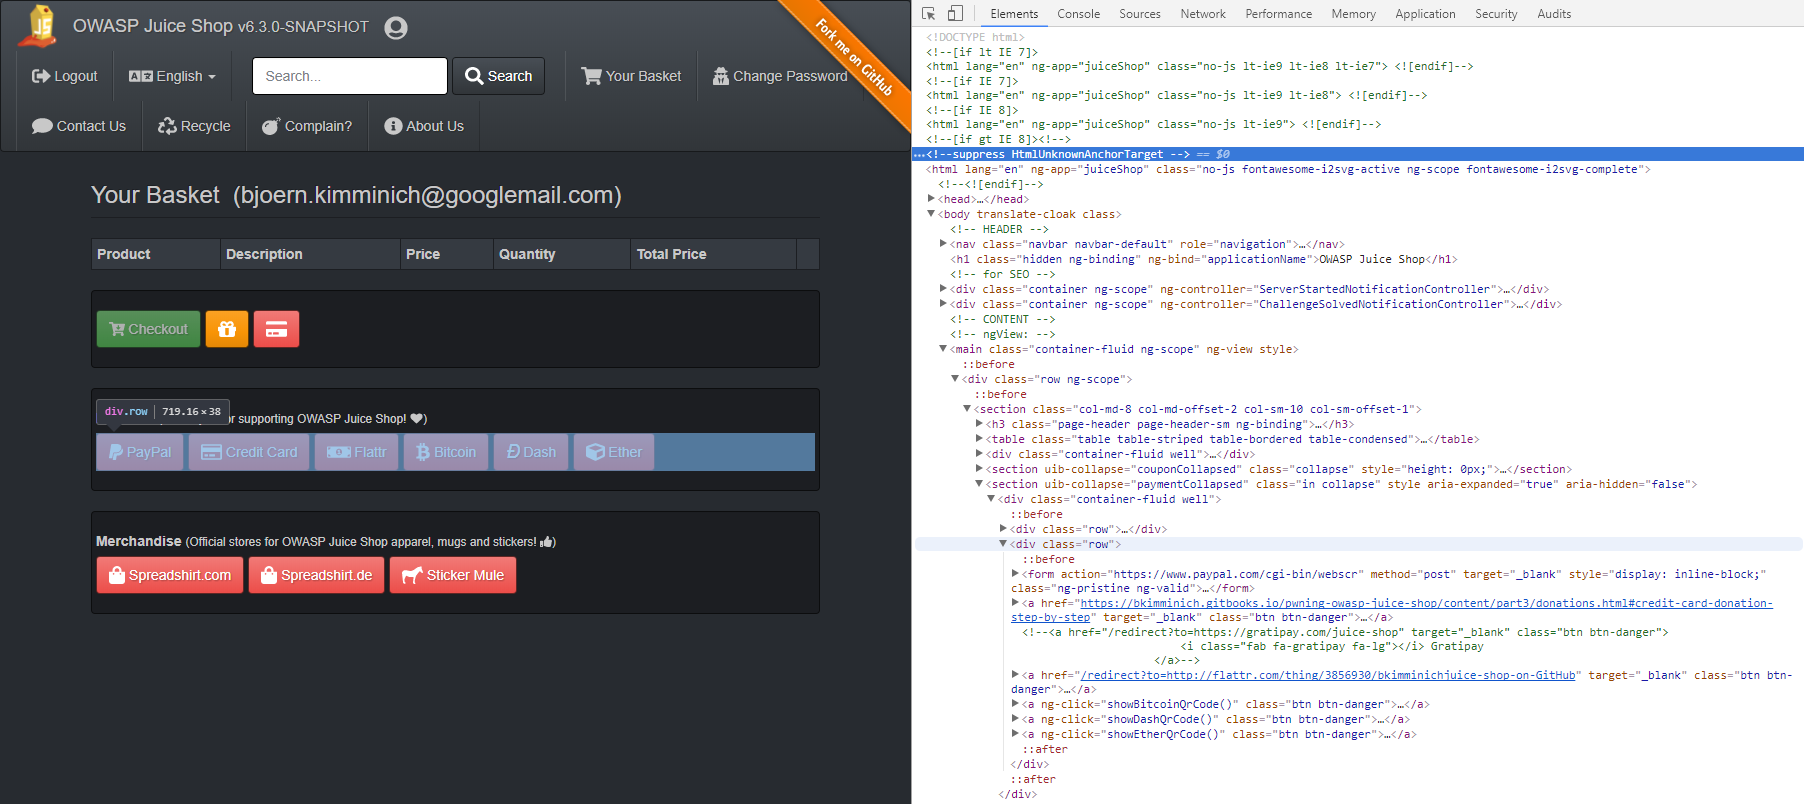 OWASP Juice Shop v6.3.0-SNAPSHOT
Fork me on GitHub
Logout English Search... Search Your Basket Change Password
Contact Us Recycle Complain? About Us
Your Basket (bjoern.kimminich@googlemail.com)
Product Description Price Quantity Total Price
Checkout
div.row 719.16 × 38
or supporting OWASP Juice Shop! )
PayPal Credit Card Flattr Bitcoin Dash Ether
Merchandise (Official stores for OWASP Juice Shop apparel, mugs and stickers! )
Spreadshirt.com Spreadshirt.de Sticker Mule
Elements Console Sources Network Performance Memory Application Security Audits
<!DOCTYPE html>
<!--[if lt IE 7]>
<html lang="en" ng-app="juiceShop" class="no-js lt-ie9 lt-ie8 lt-ie7"> <![endif]-->
<!--[if IE 7]>
<html lang="en" ng-app="juiceShop" class="no-js lt-ie9 lt-ie8"> <![endif]-->
<!--[if IE 8]>
<html lang="en" ng-app="juiceShop" class="no-js lt-ie9"> <![endif]-->
<!--[if gt IE 8]><!-->
…<!--suppress HtmlUnknownAnchorTarget --> == $0
<html lang="en" ng-app="juiceShop" class="no-js fontawesome-i2svg-active ng-scope fontawesome-i2svg-complete">
<!--<![endif]-->
<head>…</head>
<body translate-cloak class>
<!-- HEADER -->
<nav class="navbar navbar-default" role="navigation">…</nav>
<h1 class="hidden ng-binding" ng-bind="applicationName">OWASP Juice Shop</h1>
<!-- for SEO -->
<div class="container ng-scope" ng-controller="ServerStartedNotificationController">…</div>
<div class="container ng-scope" ng-controller="ChallengeSolvedNotificationController">…</div>
<!-- CONTENT -->
<!-- ngView: -->
<main class="container-fluid ng-scope" ng-view style>
::before
<div class="row ng-scope">
::before
<section class="col-md-8 col-md-offset-2 col-sm-10 col-sm-offset-1">
<h3 class="page-header page-header-sm ng-binding">…</h3>
<table class="table table-striped table-bordered table-condensed">…</table>
<div class="container-fluid well">…</div>
<section uib-collapse="couponCollapsed" class="collapse" style="height: 0px;">…</section>
<section uib-collapse="paymentCollapsed" class="in collapse" style aria-expanded="true" aria-hidden="false">
<div class="container-fluid well">
::before
<div class="row">…</div>
<div class="row">
::before
<form action="https://www.paypal.com/cgi-bin/webscr" method="post" target="_blank" style="display: inline-block;"
class="ng-pristine ng-valid">…</form>
<a href="https://bkimminich.gitbooks.io/pwning-owasp-juice-shop/content/part3/donations.html#credit-card-donation-
step-by-step" target="_blank" class="btn btn-danger">…</a>
<!--<a href="/redirect?to=https://gratipay.com/juice-shop" target="_blank" class="btn btn-danger">
<i class="fab fa-gratipay fa-lg"></i> Gratipay
</a>-->
<a href="/redirect?to=http://flattr.com/thing/3856930/bkimminichjuice-shop-on-GitHub" target="_blank" class="btn btn-
danger">…</a>
<a ng-click="showBitcoinQrCode()" class="btn btn-danger">…</a>
<a ng-click="showDashQrCode()" class="btn btn-danger">…</a>
<a ng-click="showEtherQrCode()" class="btn btn-danger">…</a>
::after
</div>
::after
</div>